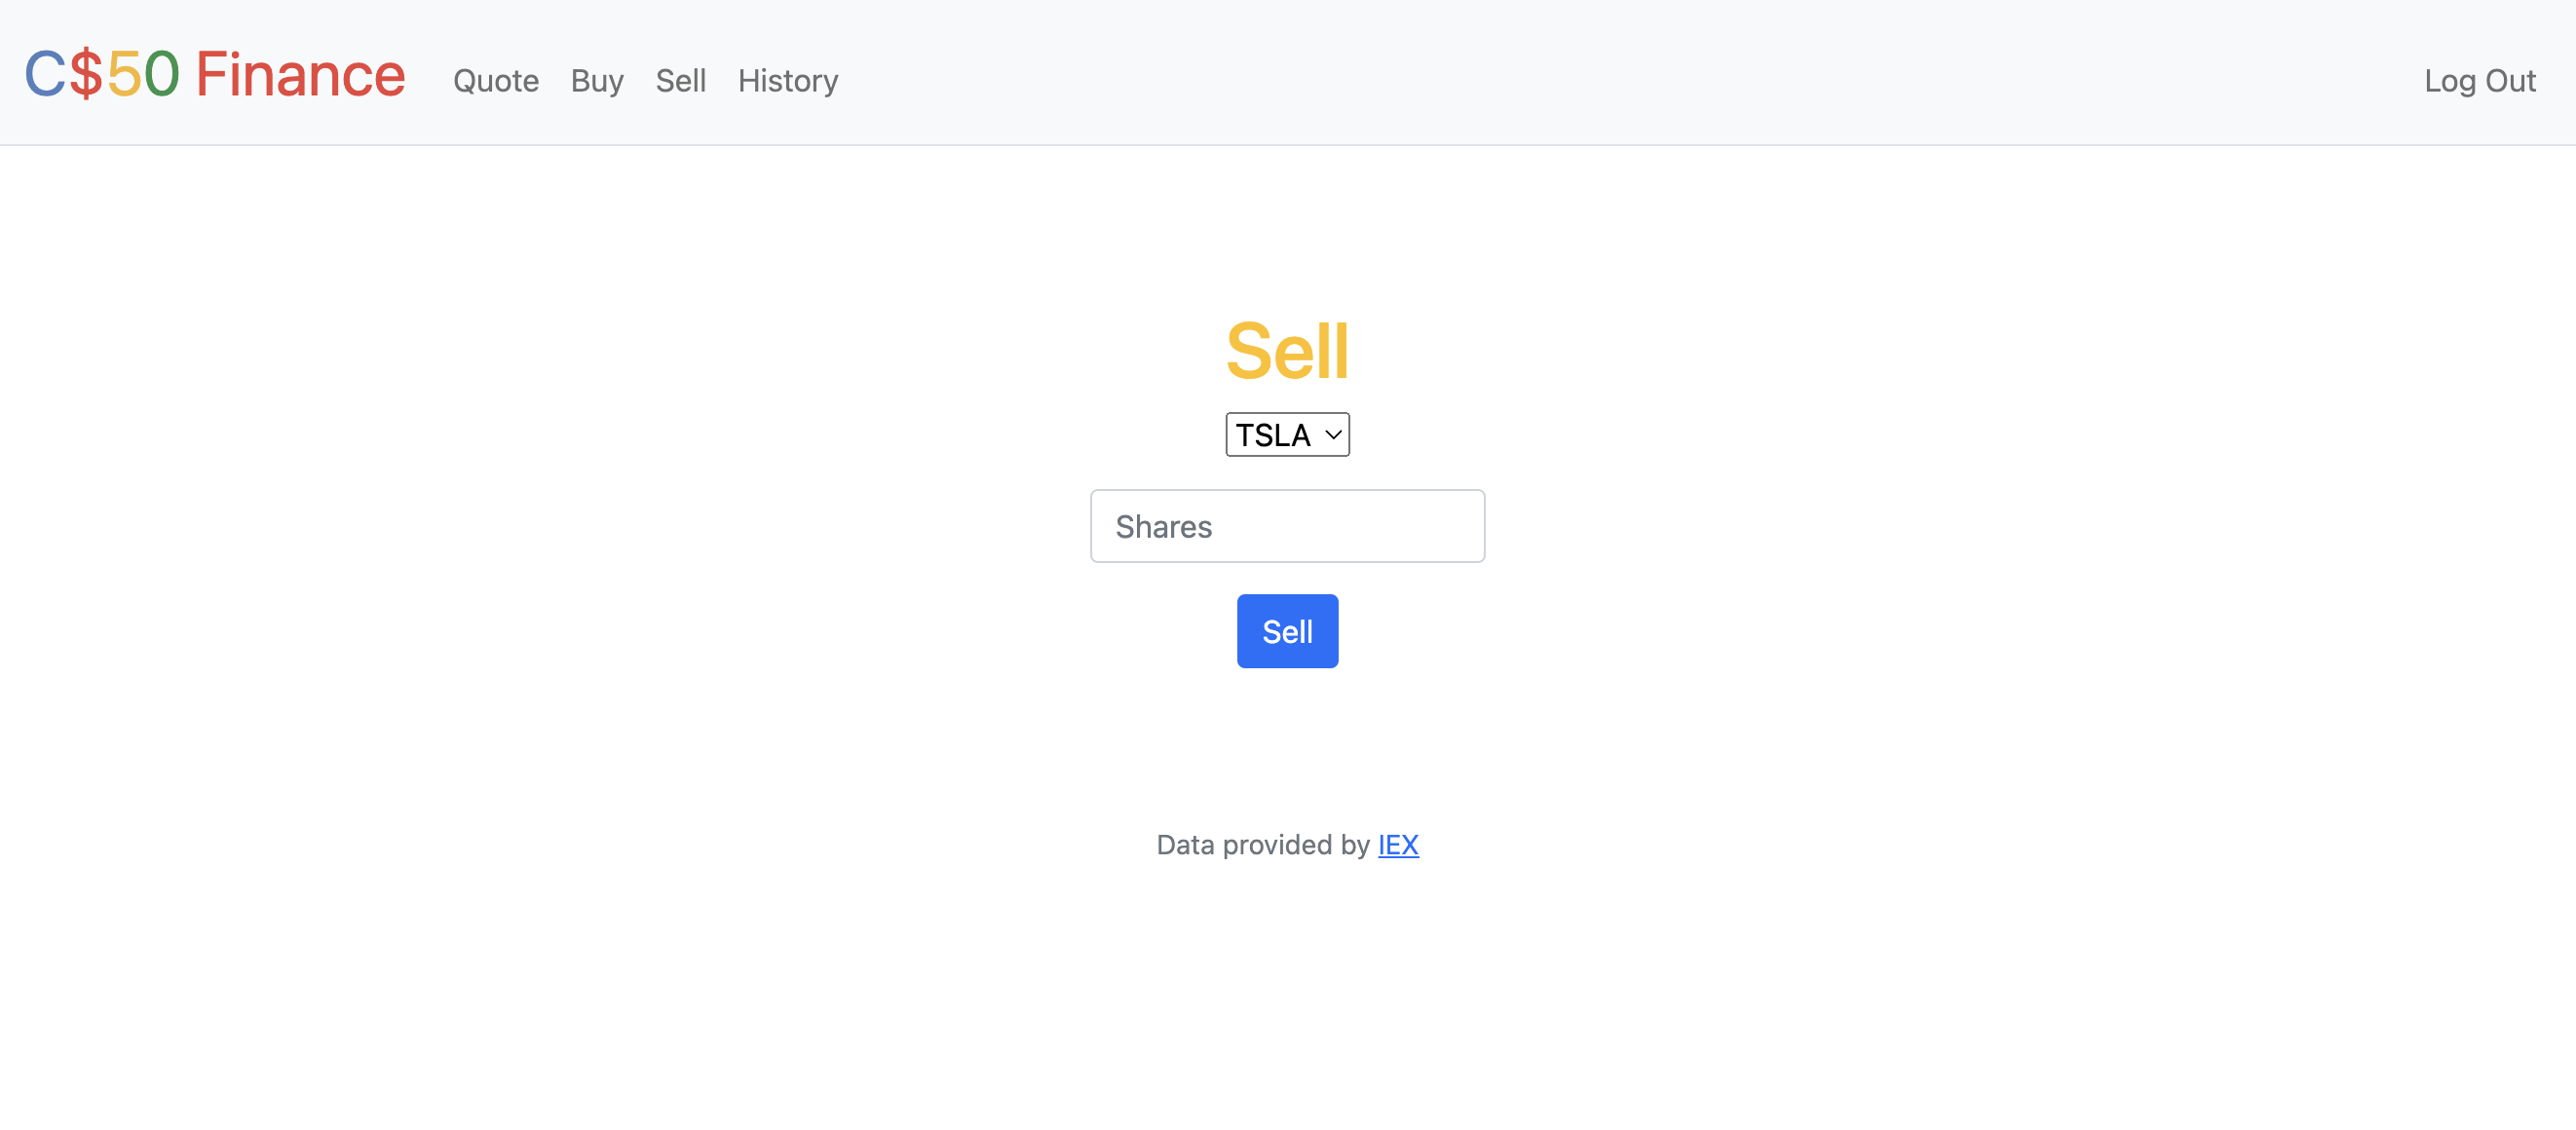 C$50 Finance Quote Buy Sell History Log Out
Sell
TSLA
Shares
Sell
Data provided by IEX